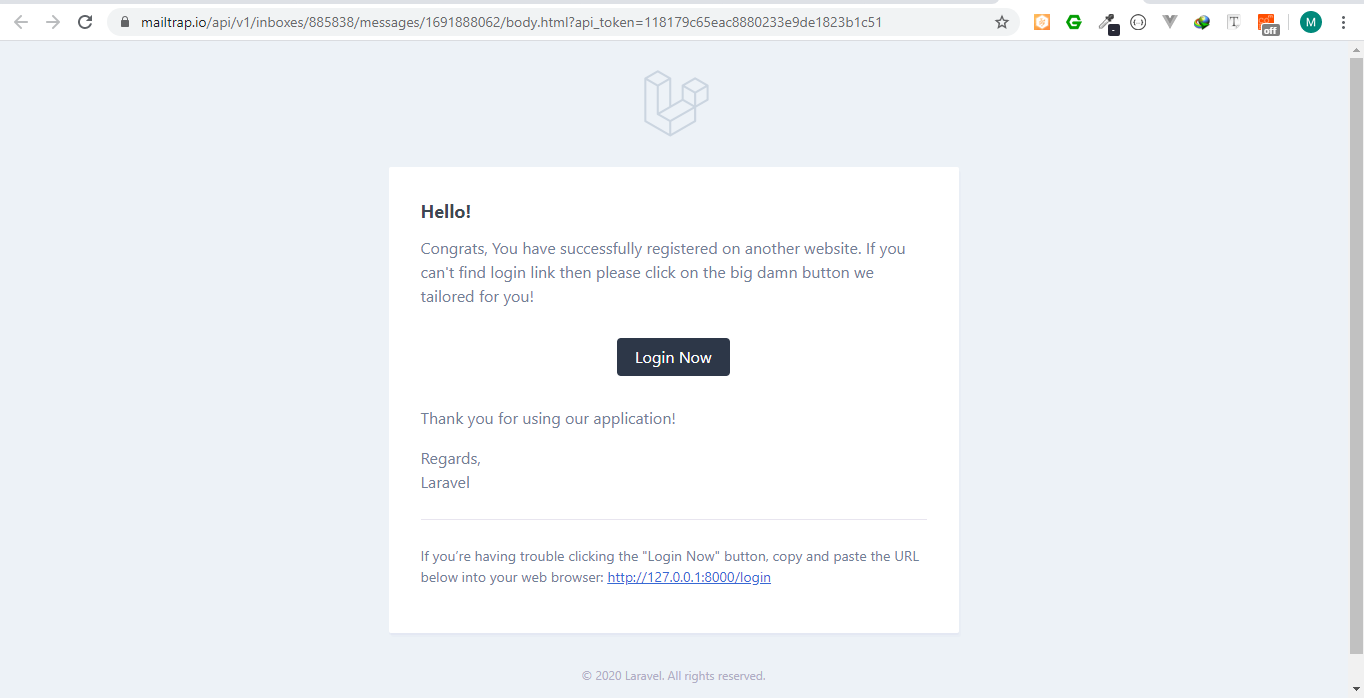 mailtrap.io/api/v1/inboxes/885838/messages/1691888062/body.html?api_token=118179c65eac8880233e9de1823b1c51
off
M
Hello!
Congrats, You have successfully registered on another website. If you
can't find login link then please click on the big damn button we
tailored for you!
Login Now
Thank you for using our application!
Regards,
Laravel
If you’re having trouble clicking the "Login Now" button, copy and paste the URL
below into your web browser: http://127.0.0.1:8000/login
© 2020 Laravel. All rights reserved.